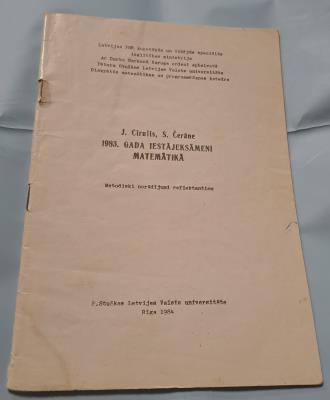 Latvijas PSR Augstākās un vidējās speciālās
izglītības ministrija
Ar Darba Sarkanā Karoga ordeni apbalvotā
Pētera Stučkas Latvijas Valsts universitāte
Diskrētās matemātikas un programmēšanas katedra
J. Cīrulis, S. Čerāne
1983. GADA IESTĀJEKSĀMENI
MATEMĀTIKĀ
Metodiski norādījumi reflektantiem
P. Stučkas Latvijas Valsts universitāte
Rīga 1984